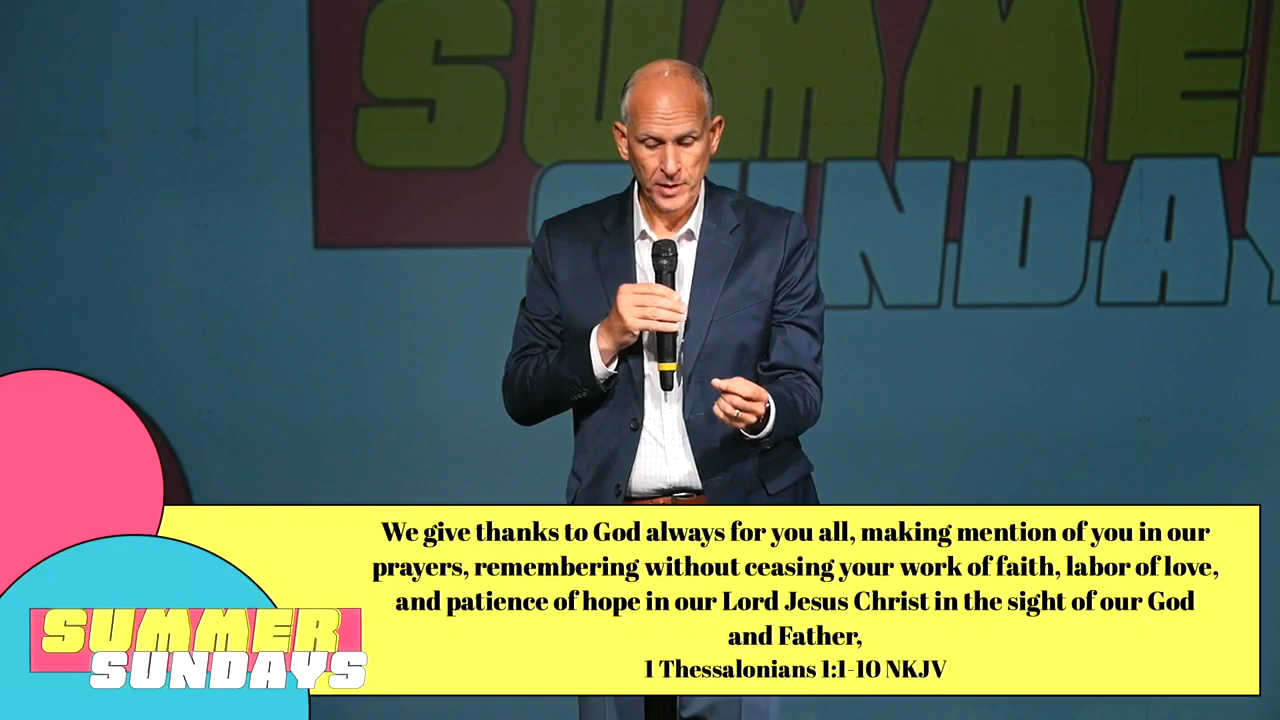 SUMMER
SUNDAY
We give thanks to God always for you all, making mention of you in our
prayers, remembering without ceasing your work of faith, labor of love,
and patience of hope in our Lord Jesus Christ in the sight of our God
and Father,
1 Thessalonians 1:1-10 NKJV
SUMMER
SUNDAYS